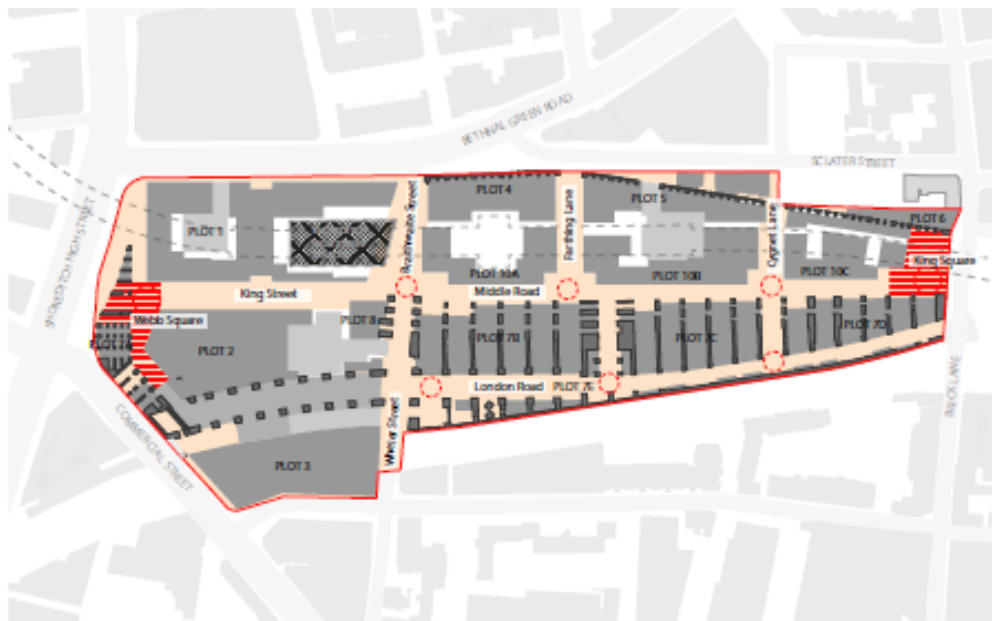 BETHNAL GREEN ROAD
SCLATER STREET
SHOREDITCH HIGH STREET
PLOT 1
Braithwaite Street
PLOT 4
Farthing Lane
PLOT 5
Cygnet Lane
PLOT 6
King Square
PLOT 10A
PLOT 10B
PLOT 10C
King Street
Middle Road
Webb Square
PLOT 8
PLOT 2
PLOT 7B
PLOT 7C
PLOT 7D
London Road
PLOT 7E
Wheler Street
PLOT 3
COMMERCIAL STREET
BRICK LANE